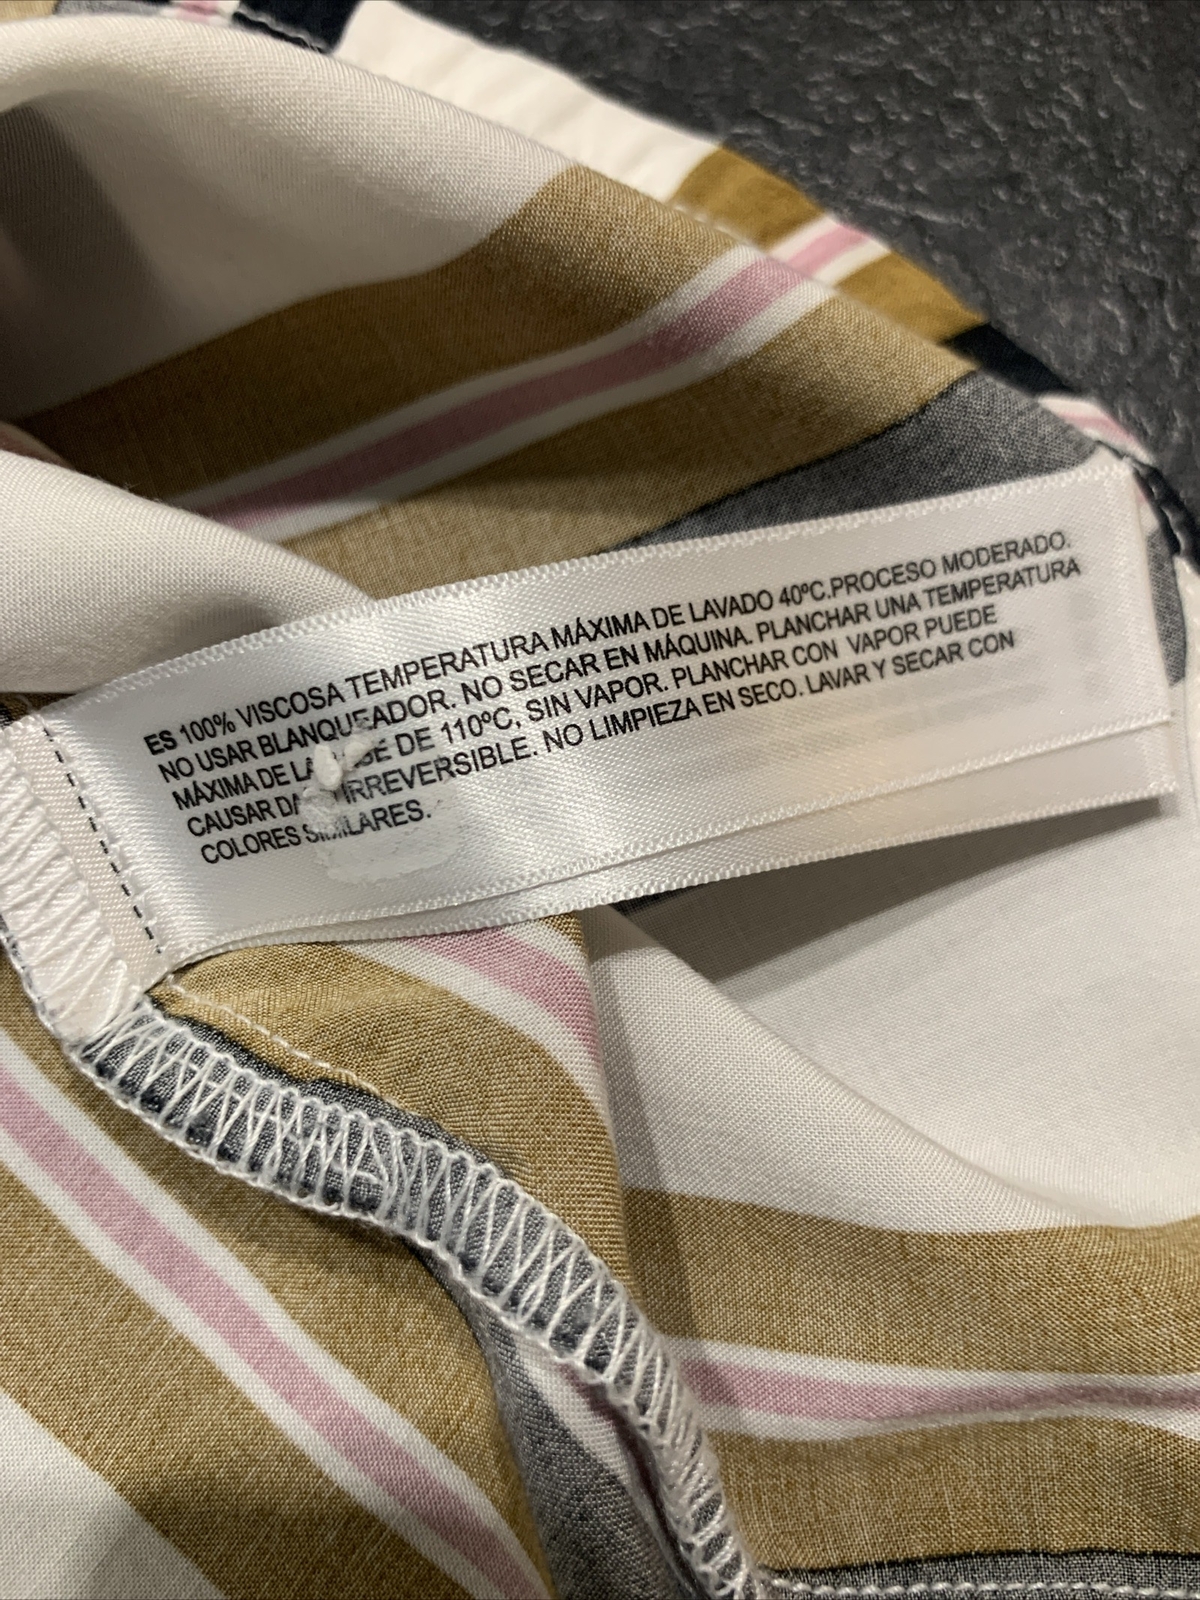 ES 100% VISCOSA TEMPERATURA MÁXIMA DE LAVADO 40ºC.PROCESO MODERADO.
NO USAR BLANQUEADOR. NO SECAR EN MÁQUINA. PLANCHAR UNA TEMPERATURA
MÁXIMA DE LA DE 110ºC, SIN VAPOR. PLANCHAR CON VAPOR PUEDE
CAUSAR IRREVERSIBLE. NO LIMPIEZA EN SECO. LAVAR Y SECAR CON
COLORES SIMILARES.